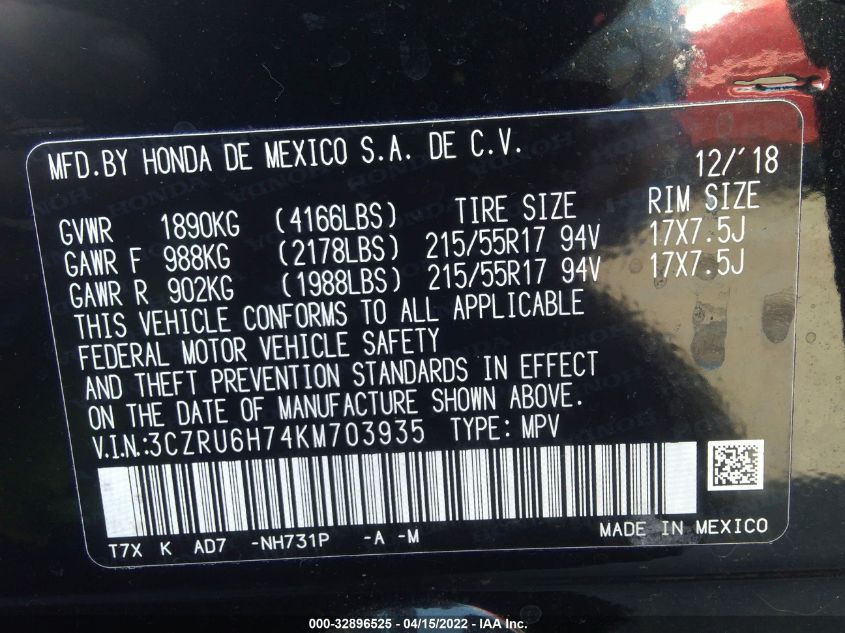 MFD.BY HONDA DE MEXICO S.A. DE C.V. 12/'18
GVWR 1890KG (4166LBS) TIRE SIZE RIM SIZE
GAWR F 988KG (2178LBS) 215/55R17 94V 17X7.5J
GAWR R 902KG (1988LBS) 215/55R17 94V 17X7.5J
THIS VEHICLE CONFORMS TO ALL APPLICABLE
FEDERAL MOTOR VEHICLE SAFETY
AND THEFT PREVENTION STANDARDS IN EFFECT
ON THE DATE OF MANUFACTURE SHOWN ABOVE.
V.I.N.:3CZRU6H74KM703935 TYPE: MPV
T7X K AD7 -NH731P -A -M MADE IN MEXICO
000-32896525 - 04/15/2022 - IAA Inc.